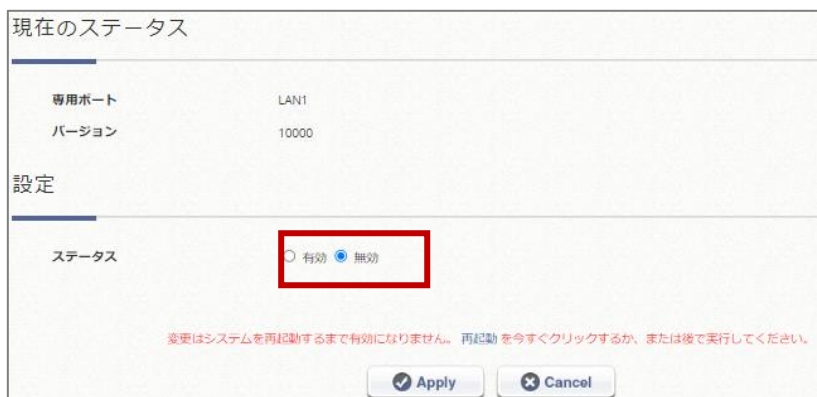 現在のステータス
専用ポート LAN1
バージョン 10000
設定
ステータス 有効 無効
変更はシステムを再起動するまで有効になりません。 再起動 を今すぐクリックするか、または後で実行してください。
Apply Cancel